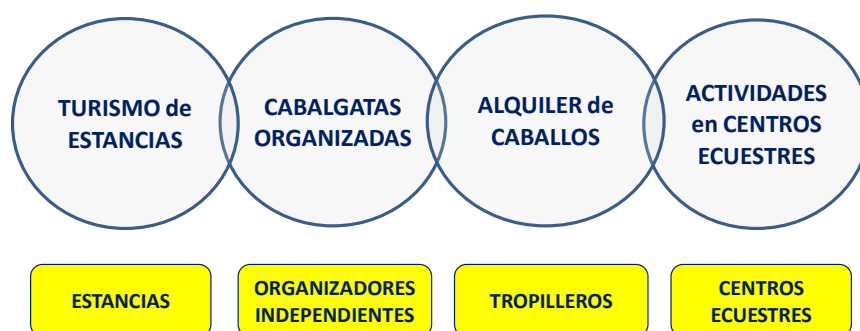 TURISMO de
ESTANCIAS
CABALGATAS
ORGANIZADAS
ALQUILER de
CABALLOS
ACTIVIDADES
en CENTROS
ECUESTRES
ESTANCIAS
ORGANIZADORES
INDEPENDIENTES
TROPILLEROS
CENTROS
ECUESTRES